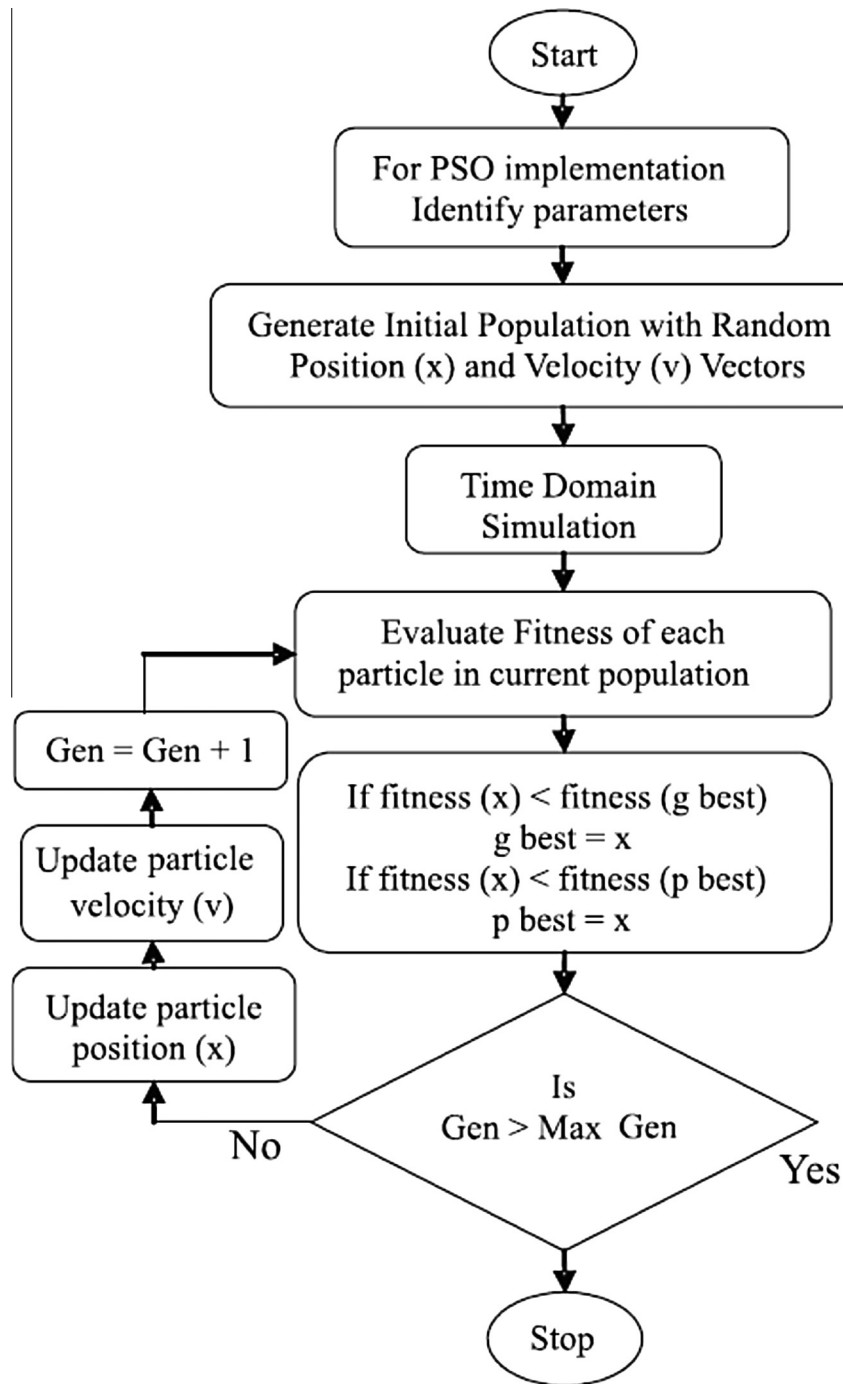 Start
For PSO implementation
Identify parameters
Generate Initial Population with Random
Position (x) and Velocity (v) Vectors
Time Domain
Simulation
Evaluate Fitness of each
particle in current population
If fitness (x) < fitness (g best)
g best = x
If fitness (x) < fitness (p best)
p best = x
Is
Gen > Max Gen
No
Yes
Update particle
position (x)
Update particle
velocity (v)
Gen = Gen + 1
Stop